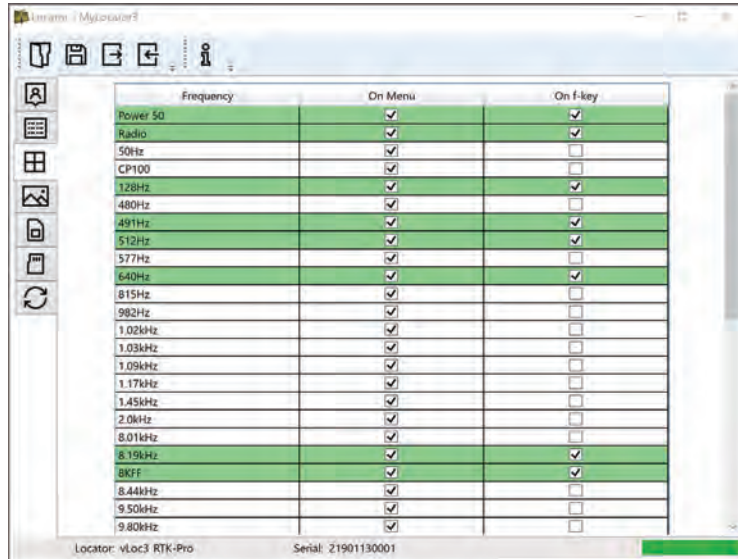 MyLocator3
Frequency On Menu On f-key
Power 50
Radio
50Hz
CP100
128Hz
480Hz
491Hz
512Hz
577Hz
640Hz
815Hz
982Hz
1.02kHz
1.03kHz
1.09kHz
1.17kHz
1.45kHz
2.0kHz
8.01kHz
8.19kHz
8KFF
8.44kHz
9.50kHz
9.80kHz
Locator: vLoc3 RTK-Pro Serial: 21901130001